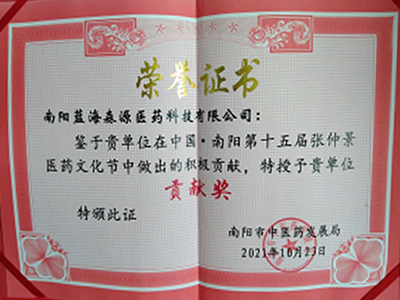 荣誉证书
南阳蓝海森源医药科技有限公司：
鉴于贵单位在中国·南阳第十五届张仲景
医药文化节中做出的积极贡献，特授予贵单位
贡献奖
特颁此证
南阳市中医药发展局
2021年10月23日